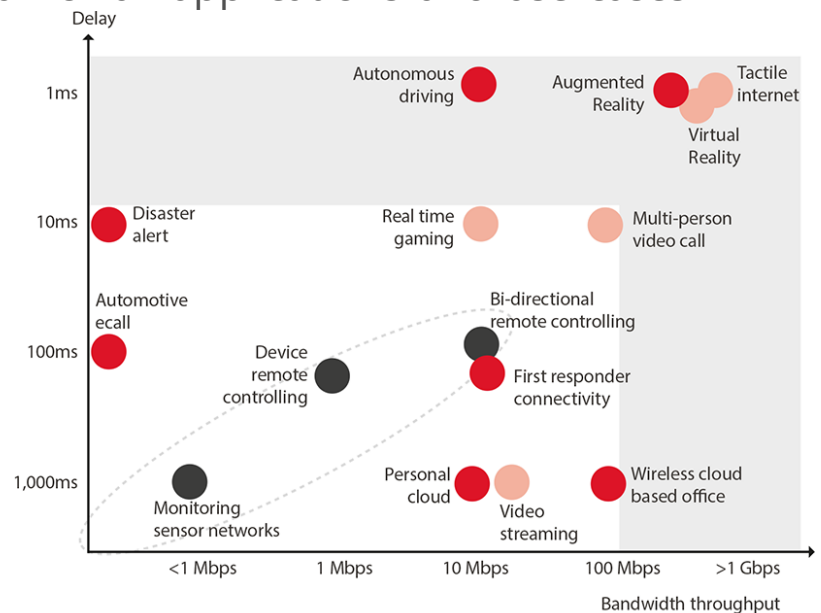 Delay
1ms
10ms
100ms
1,000ms
Autonomous
driving
Augmented
Reality
Tactile
internet
Virtual
Reality
Disaster
alert
Real time
gaming
Multi-person
video call
Automotive
ecall
Bi-directional
remote controlling
Device
remote
controlling
First responder
connectivity
Personal
cloud
Video
streaming
Wireless cloud
based office
Monitoring
sensor networks
<1 Mbps
1 Mbps
10 Mbps
100 Mbps
>1 Gbps
Bandwidth throughput